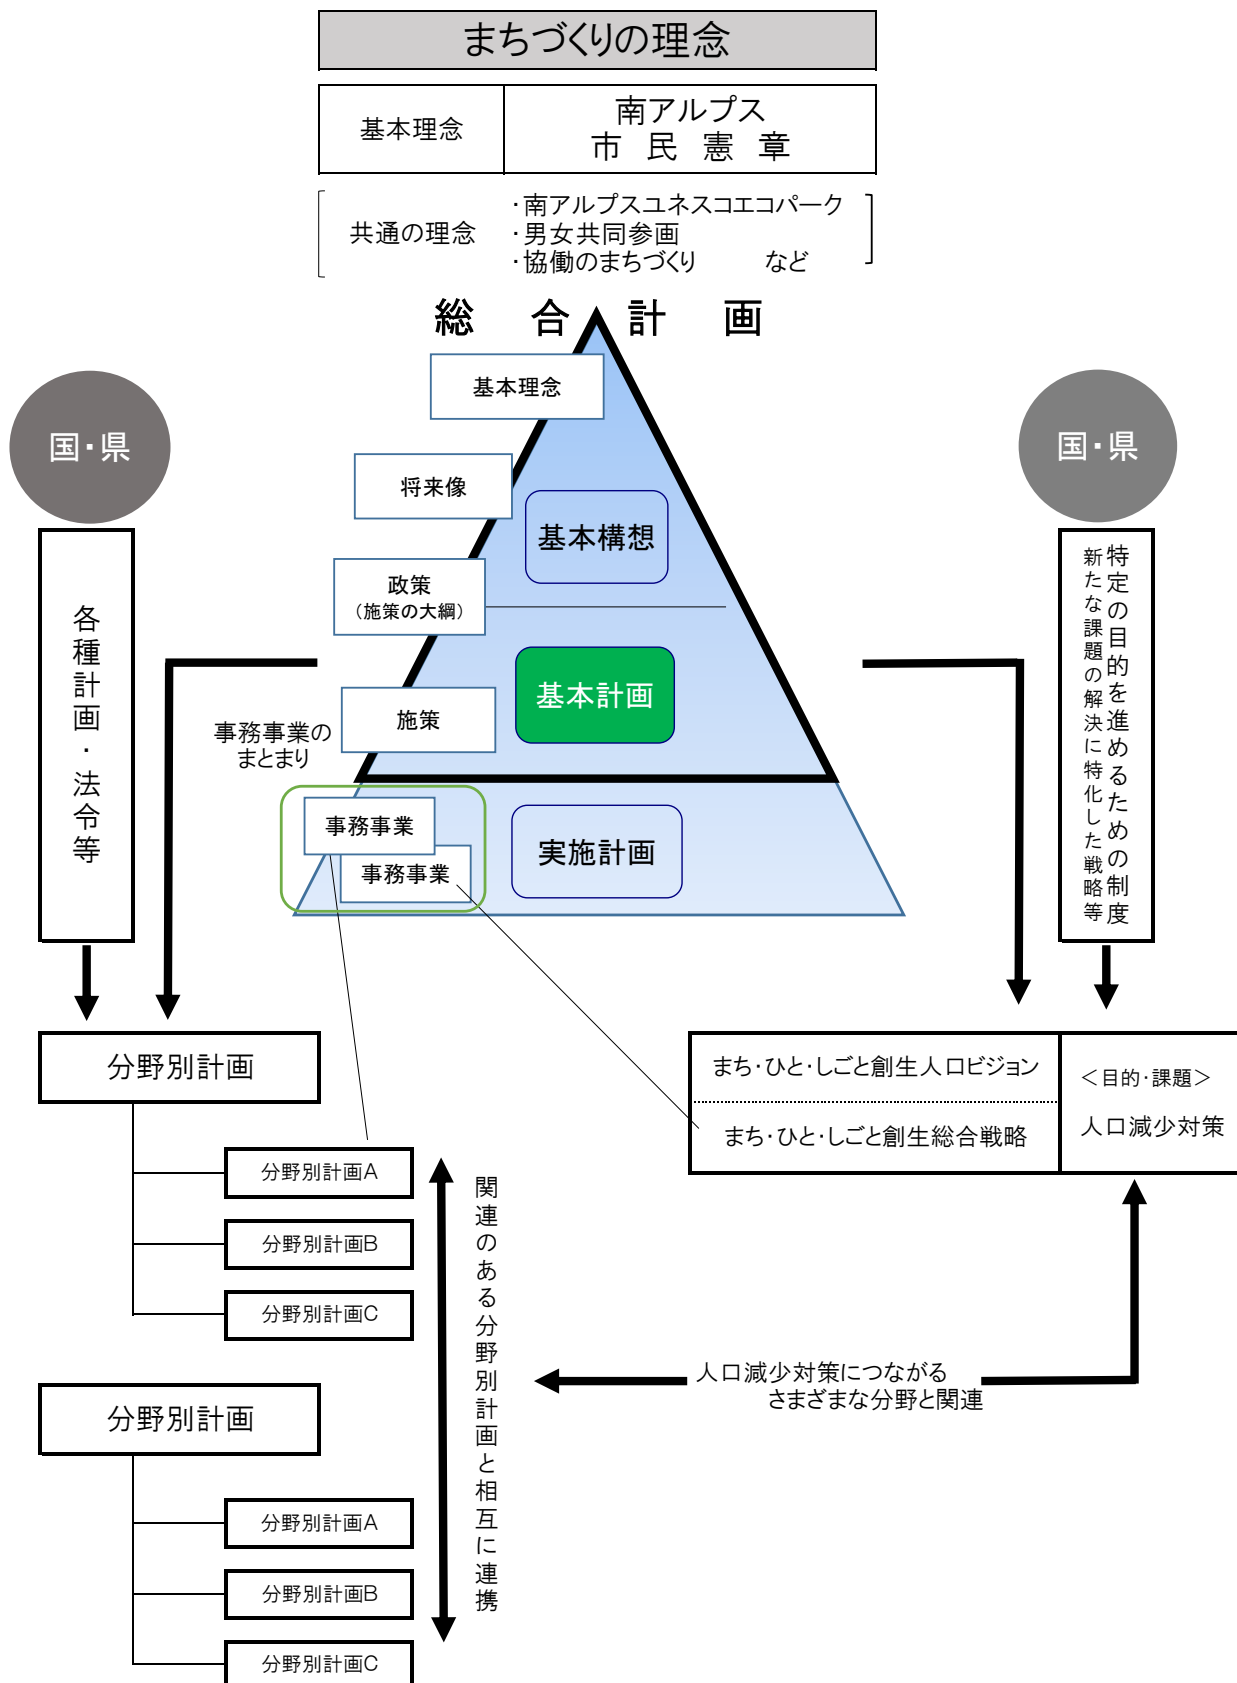 まちづくりの理念
基本理念
南アルプス
市民憲章
共通の理念
・南アルプスユネスコエコパーク
・男女共同参画
・協働のまちづくり　　など
総合計画
基本理念
国・県
国・県
将来像
基本構想
政策
（施策の大綱）
各種計画・法令等
特定の目的を進めるための制度
新たな課題の解決に特化した戦略等
基本計画
施策
事務事業の
まとまり
事務事業
事務事業
実施計画
分野別計画
分野別計画A
分野別計画B
分野別計画C
関連のある分野別計画と相互に連携
まち・ひと・しごと創生人口ビジョン
まち・ひと・しごと創生総合戦略
＜目的・課題＞
人口減少対策
人口減少対策につながる
さまざまな分野と関連
分野別計画
分野別計画A
分野別計画B
分野別計画C